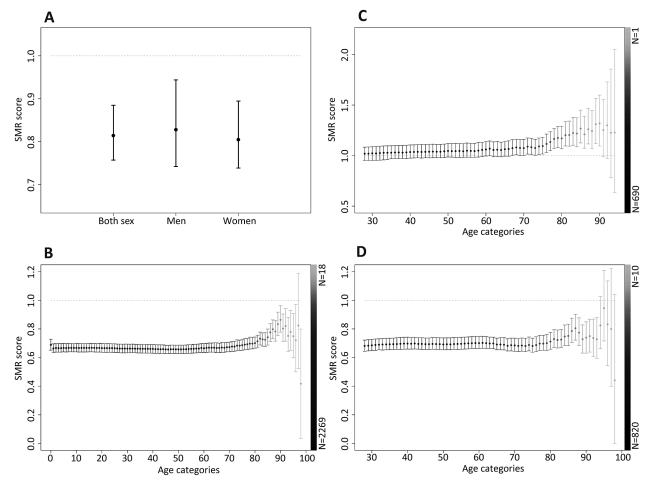 A
SMR score
1.0
0.9
0.8
0.7
Both sex
Men
Women
C
SMR score
2.0
1.5
1.0
0.5
30
40
50
60
70
80
90
Age categories
N=1
N=690
B
SMR score
1.2
1.0
0.8
0.6
0.4
0.2
0.0
0
10
20
30
40
50
60
70
80
90
100
Age categories
N=18
N=2269
D
SMR score
1.2
1.0
0.8
0.6
0.4
0.2
0.0
30
40
50
60
70
80
90
100
Age categories
N=10
N=820